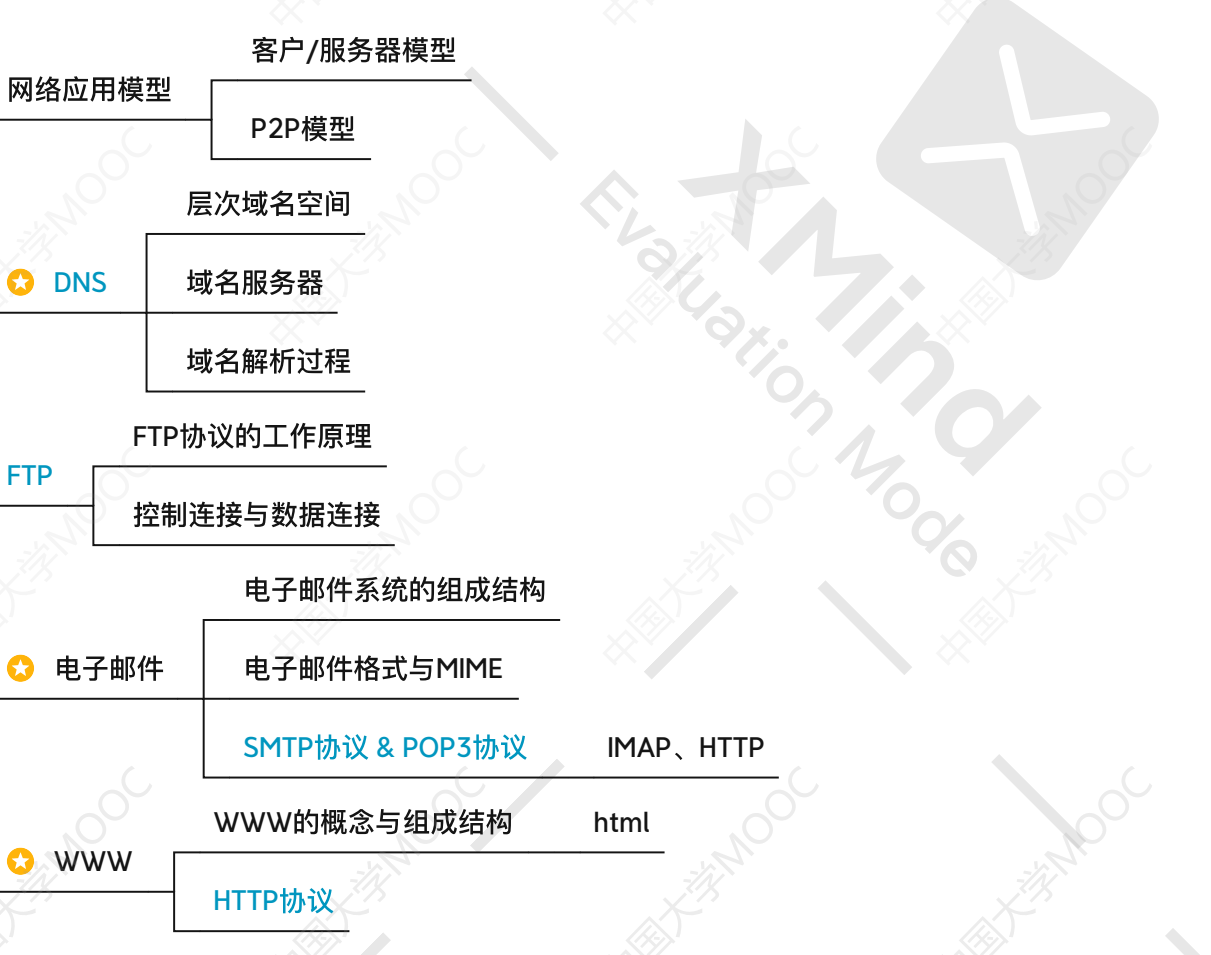 客户/服务器模型
网络应用模型
P2P模型
层次域名空间
DNS
域名服务器
域名解析过程
FTP协议的工作原理
FTP
控制连接与数据连接
电子邮件系统的组成结构
电子邮件
电子邮件格式与MIME
SMTP协议 & POP3协议 IMAP、HTTP
WWW的概念与组成结构 html
WWW
HTTP协议
XMind
Evaluation Mode
中国大学MOOC